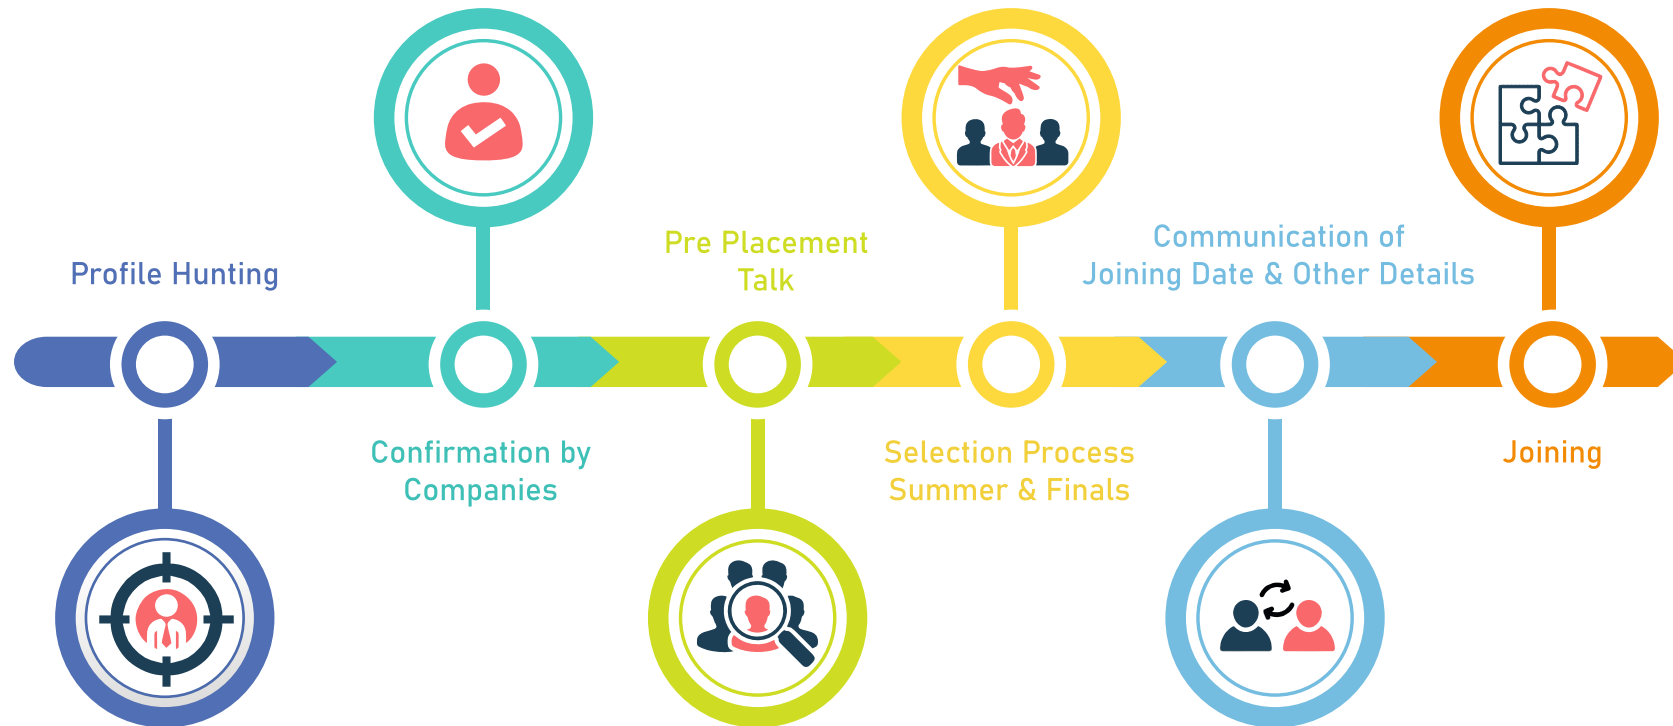 Profile Hunting
Confirmation by
Companies
Pre Placement
Talk
Selection Process
Summer & Finals
Communication of
Joining Date & Other Details
Joining